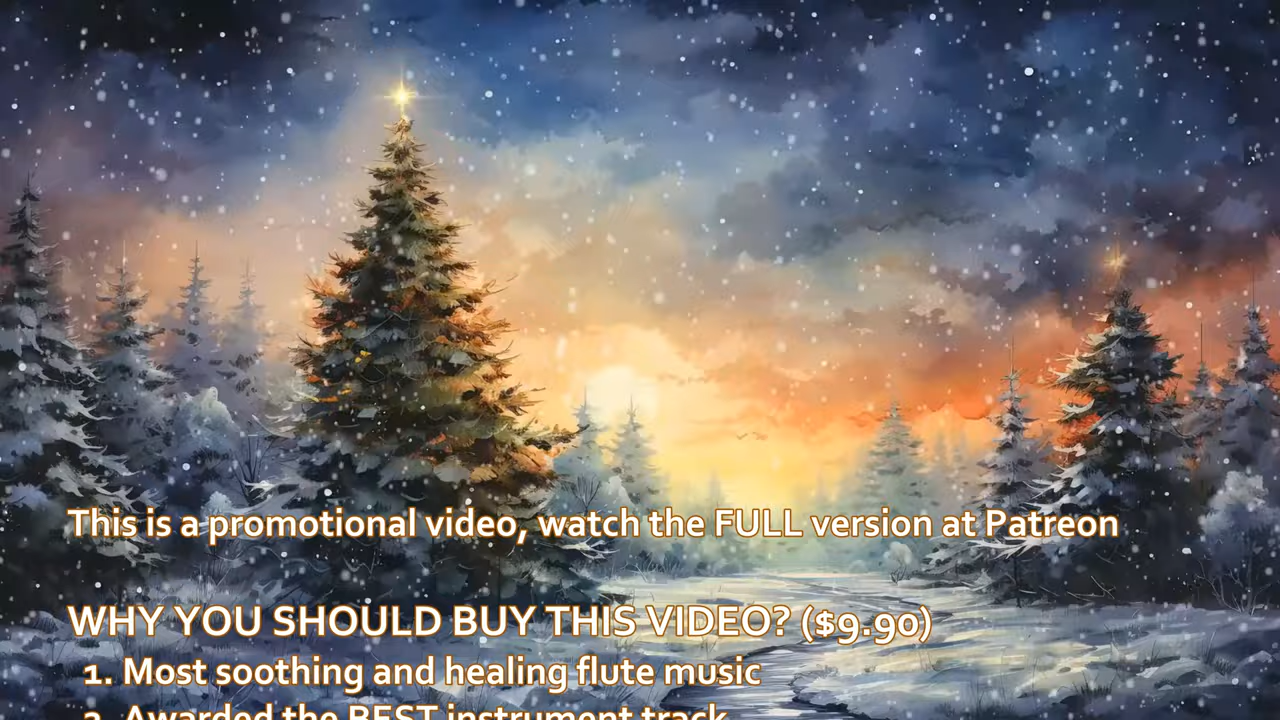 This is a promotional video, watch the FULL version at Patreon
WHY YOU SHOULD BUY THIS VIDEO? ($9.90)
1. Most soothing and healing flute music
2. Awarded the BEST instrument track